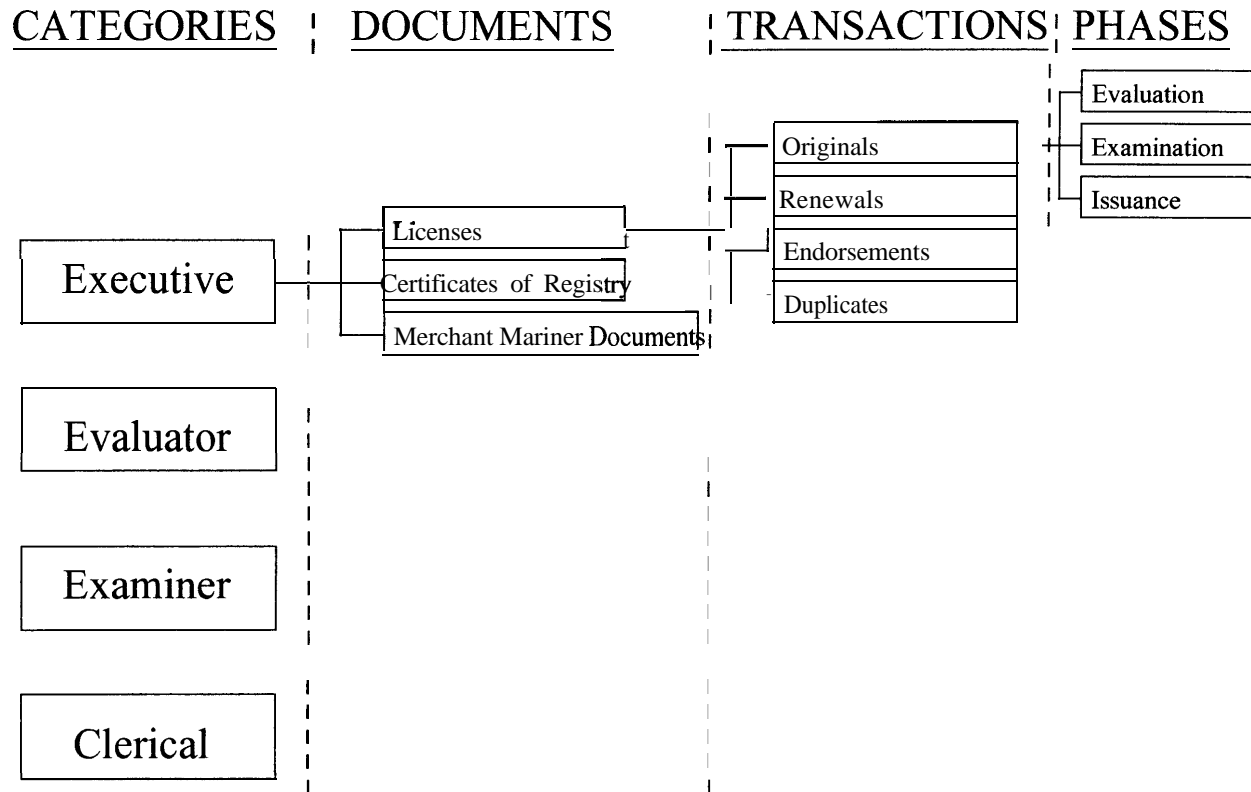 CATEGORIES DOCUMENTS TRANSACTIONS PHASES
Evaluation
Originals Examination
Renewals Issuance
Licenses
Endorsements
Executive Certificates of Registry
Duplicates
Merchant Mariner Documents
Evaluator
Examiner
Clerical